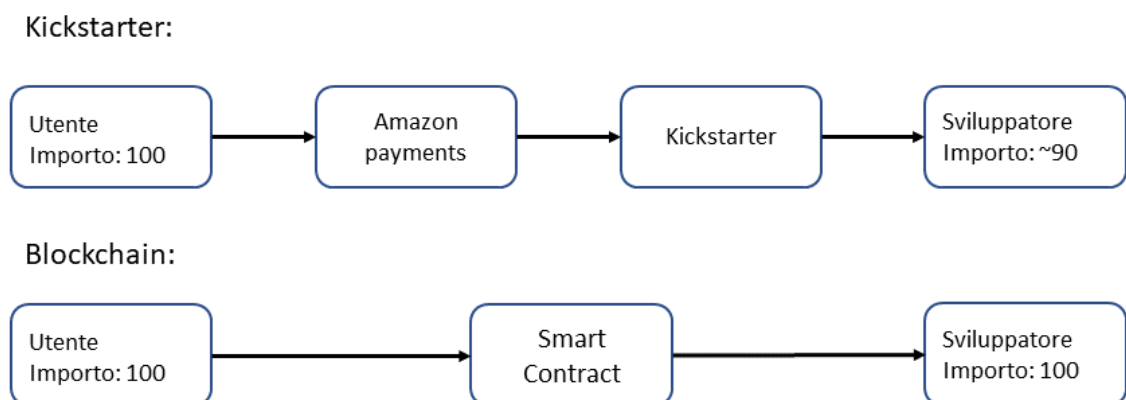 Kickstarter:
Utente
Importo: 100
Amazon
payments
Kickstarter
Sviluppatore
Importo: ~90
Blockchain:
Utente
Importo: 100
Smart
Contract
Sviluppatore
Importo: 100